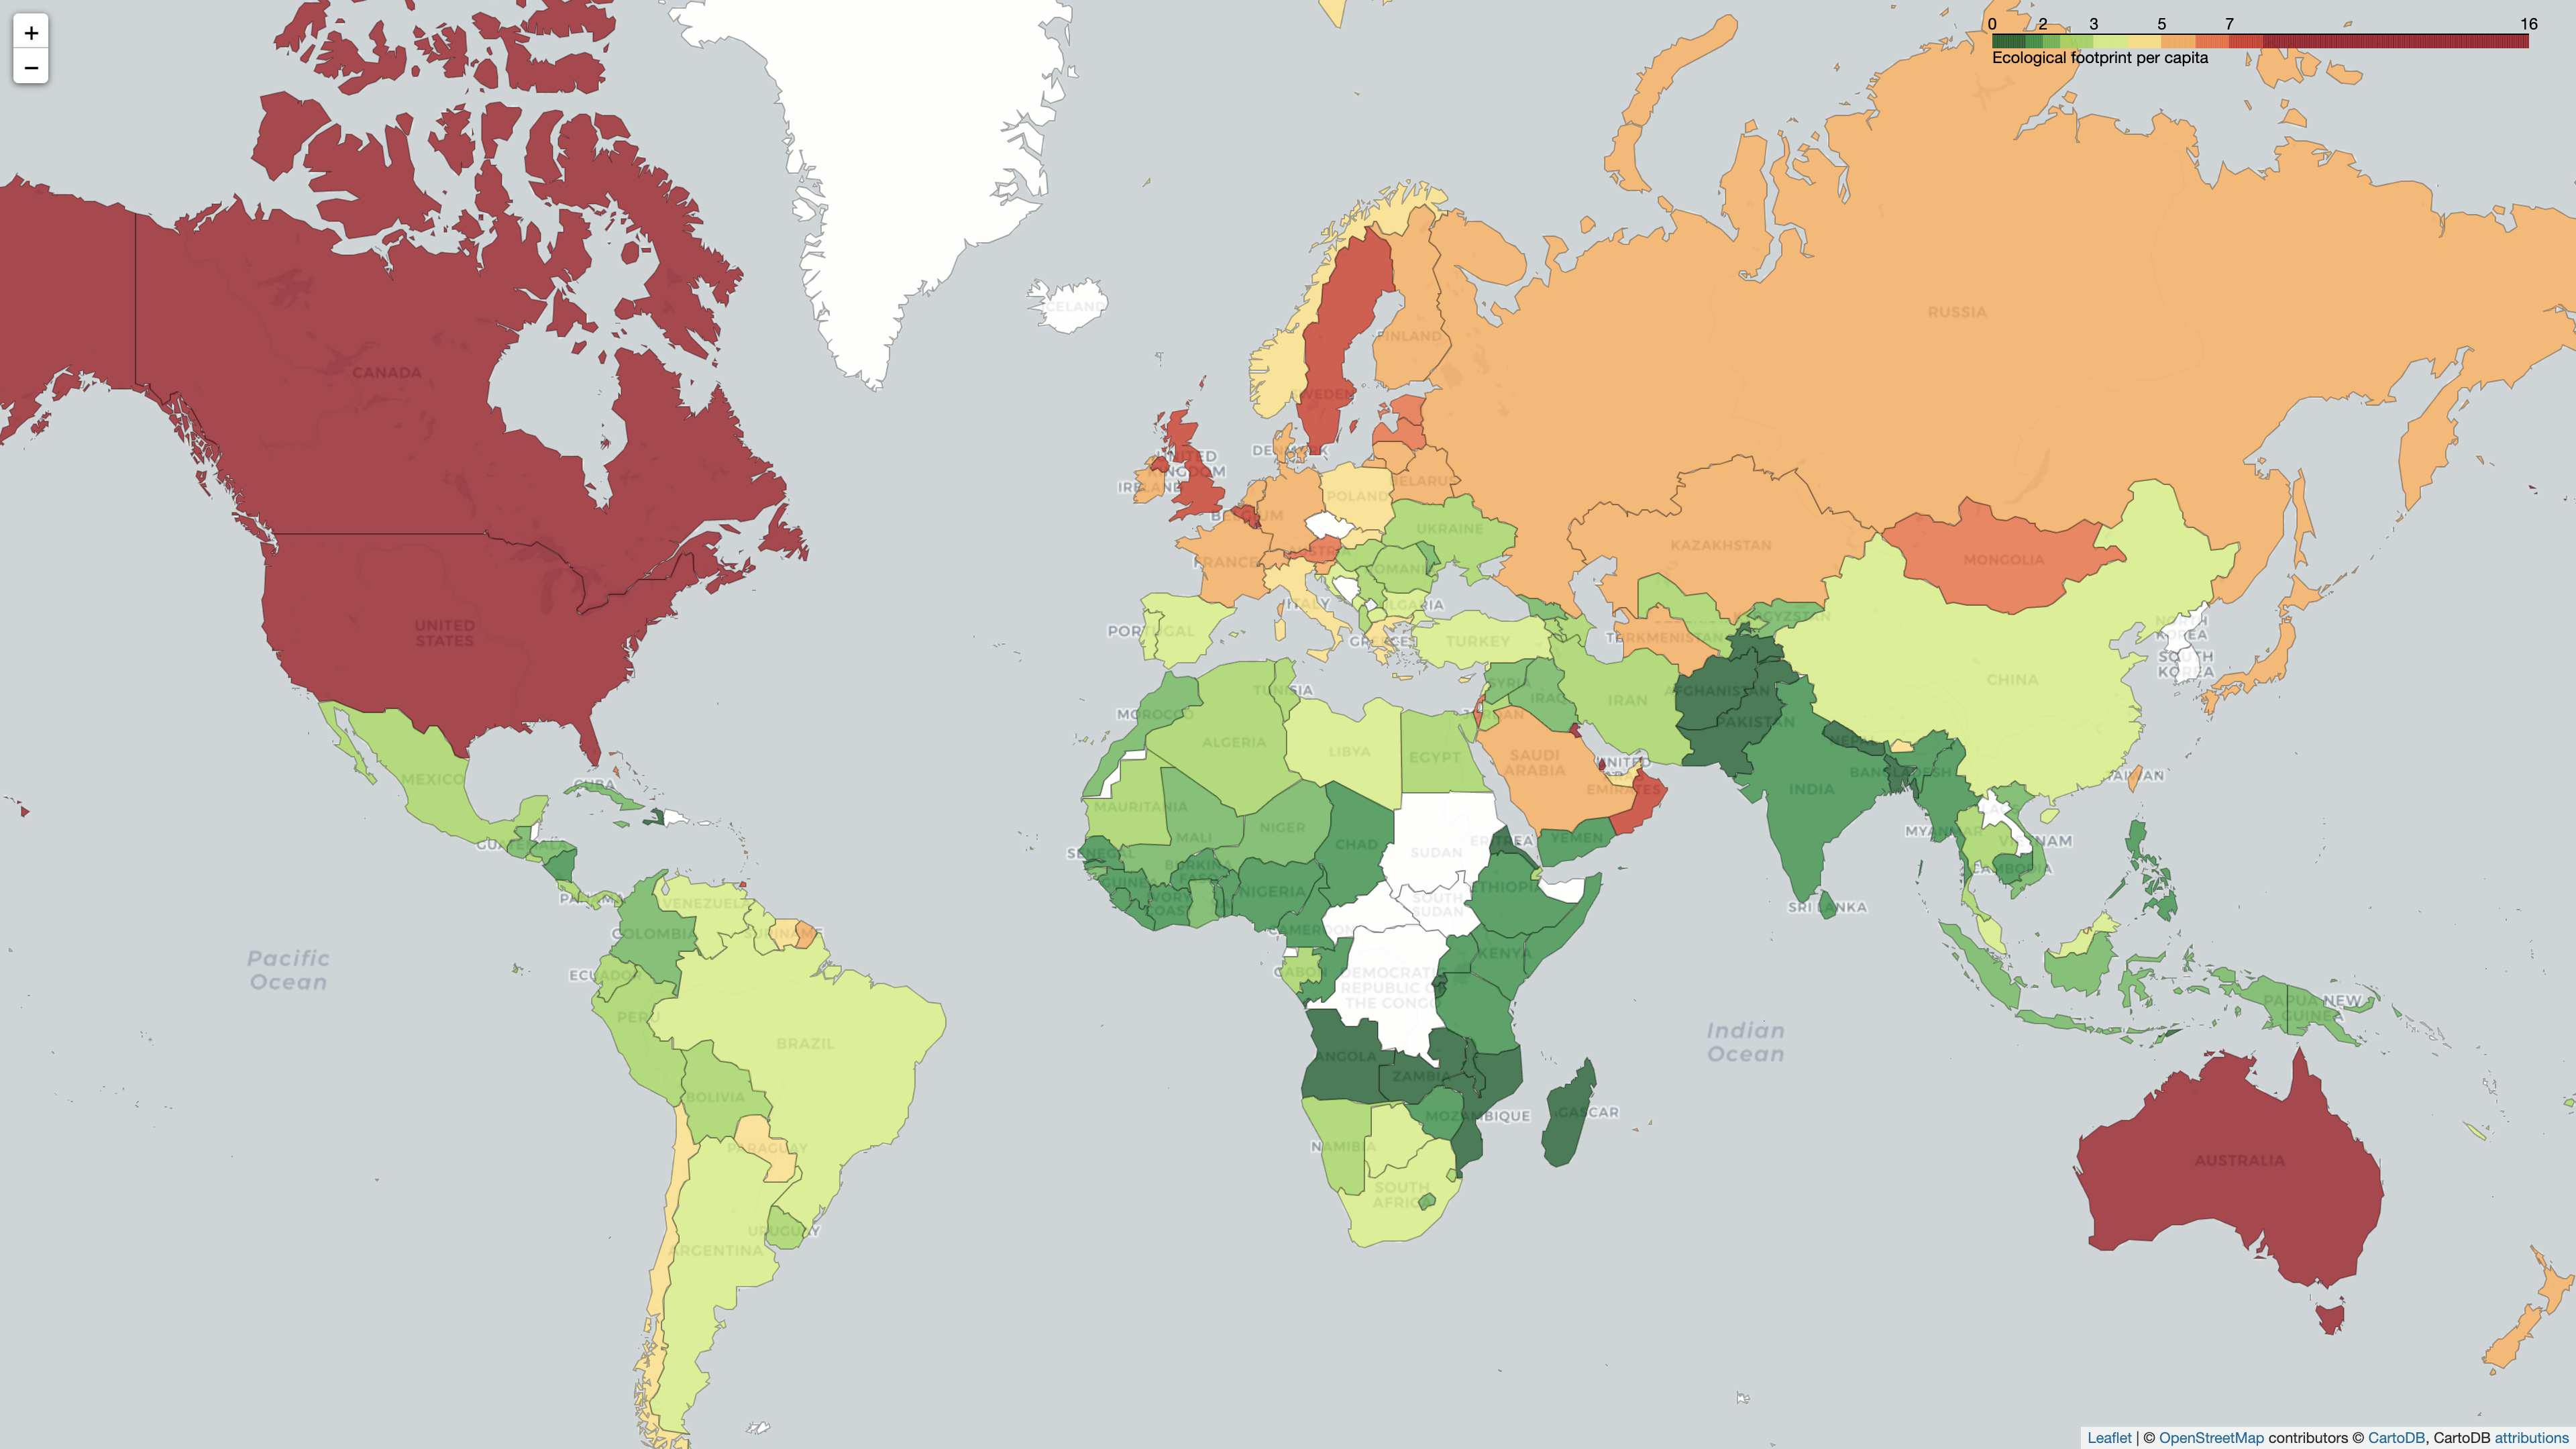 +
−
0 2 3 5 7 16
Ecological footprint per capita
RUSSIA
ICELAND
FINLAND
CANADA
SWEDEN
DENMARK
UNITED
KINGDOM
IRELAND
BELARUS
POLAND
BELGIUM
UKRAINE
KAZAKHSTAN
MONGOLIA
AUSTRIA
FRANCE
ROMANIA
ITALY
BULGARIA
KYRGYZSTAN
UNITED
STATES
PORTUGAL
GREECE
TURKEY
TURKMENISTAN
NORTH
KOREA
SOUTH
KOREA
CHINA
TUNISIA
SYRIA
IRAQ
IRAN
AFGHANISTAN
MOROCCO
JORDAN
PAKISTAN
ALGERIA
LIBYA
EGYPT
SAUDI
ARABIA
NEPAL
MEXICO
CUBA
UNITED
ARAB
EMIRATES
BANGLADESH
TAIWAN
INDIA
MAURITANIA
MALI
NIGER
CHAD
SUDAN
ERITREA
YEMEN
MYANMAR
VIETNAM
GUATEMALA
SENEGAL
BURKINA
FASO
CAMBODIA
GUINEA
NIGERIA
ETHIOPIA
IVORY
COAST
SOUTH
SUDAN
SRI LANKA
PANAMA
VENEZUELA
COLOMBIA
SURINAME
CAMEROON
KENYA
Pacific
Ocean
ECUADOR
GABON
DEMOCRATIC
REPUBLIC OF
THE CONGO
PAPUA NEW
GUINEA
PERU
BRAZIL
Indian
Ocean
ANGOLA
ZAMBIA
BOLIVIA
MOZAMBIQUE
MADAGASCAR
PARAGUAY
NAMIBIA
AUSTRALIA
SOUTH
AFRICA
URUGUAY
ARGENTINA
Leaflet | © OpenStreetMap contributors © CartoDB, CartoDB attributions